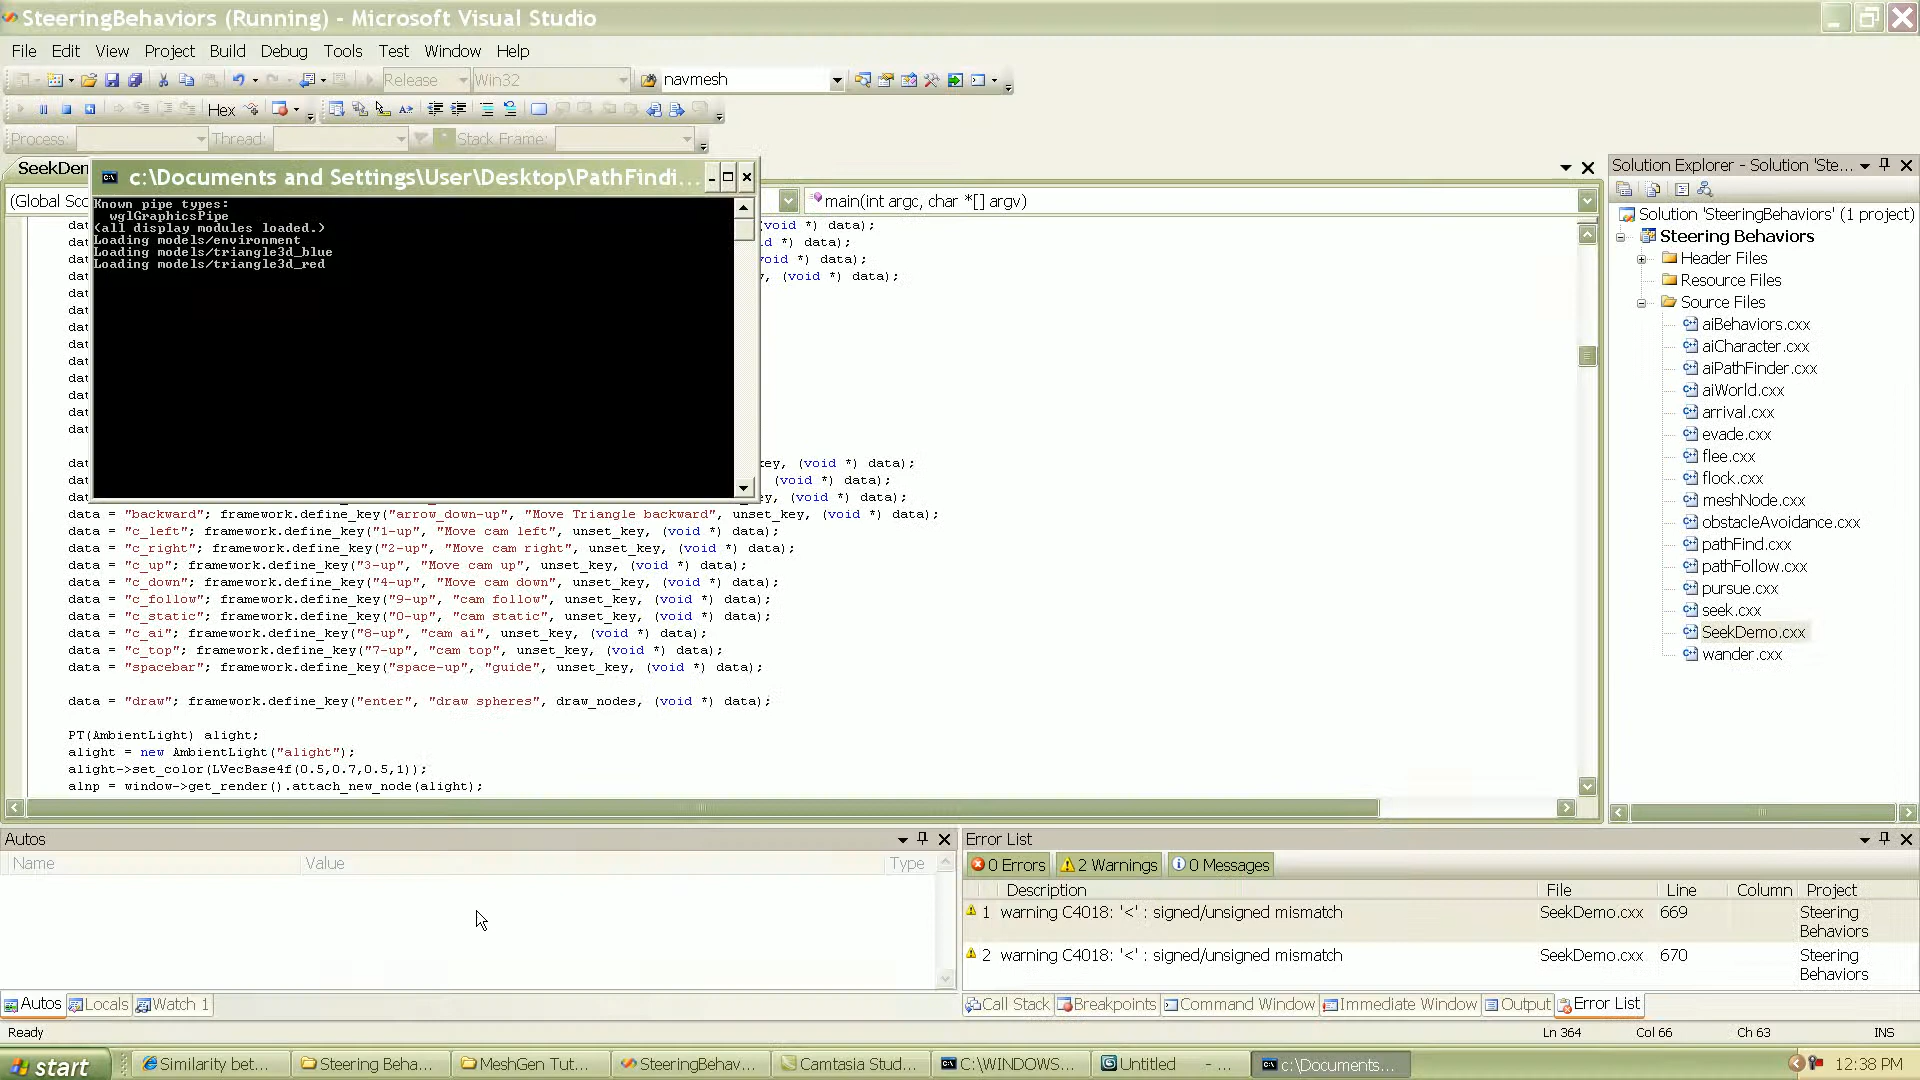 SteeringBehaviors (Running) - Microsoft Visual Studio
File Edit View Project Build Debug Tools Test Window Help
Release Win32 navmesh
Hex
Process: Thread: Stack Frame:
SeekDem
c:\Documents and Settings\User\Desktop\PathFindi...
(Global Sco
main(int argc, char *[] argv)
Known pipe types:
wglGraphicsPipe
(all display modules loaded.)
Loading models/environment
Loading models/triangle3d_blue
Loading models/triangle3d_red
dat void *) data);
dat id *) data);
dat void *) data);
dat , (void *) data);
dat
dat
dat
dat
dat
dat
dat
dat
dat
dat ey, (void *) data);
dat (void *) data);
dat y, (void *) data);
data = "backward"; framework.define_key("arrow_down-up", "Move Triangle backward", unset_key, (void *) data);
data = "c_left"; framework.define_key("1-up", "Move cam left", unset_key, (void *) data);
data = "c_right"; framework.define_key("2-up", "Move cam right", unset_key, (void *) data);
data = "c_up"; framework.define_key("3-up", "Move cam up", unset_key, (void *) data);
data = "c_down"; framework.define_key("4-up", "Move cam down", unset_key, (void *) data);
data = "c_follow"; framework.define_key("9-up", "cam follow", unset_key, (void *) data);
data = "c_static"; framework.define_key("0-up", "cam static", unset_key, (void *) data);
data = "c_ai"; framework.define_key("8-up", "cam ai", unset_key, (void *) data);
data = "c_top"; framework.define_key("7-up", "cam top", unset_key, (void *) data);
data = "spacebar"; framework.define_key("space-up", "guide", unset_key, (void *) data);
data = "draw"; framework.define_key("enter", "draw spheres", draw_nodes, (void *) data);
PT(AmbientLight) alight;
alight = new AmbientLight("alight");
alight->set_color(LVecBase4f(0.5,0.7,0.5,1));
alnp = window->get_render().attach_new_node(alight);
Solution Explorer - Solution 'Ste...
Solution 'SteeringBehaviors' (1 project)
Steering Behaviors
Header Files
Resource Files
Source Files
aiBehaviors.cxx
aiCharacter.cxx
aiPathFinder.cxx
aiWorld.cxx
arrival.cxx
evade.cxx
flee.cxx
flock.cxx
meshNode.cxx
obstacleAvoidance.cxx
pathFind.cxx
pathFollow.cxx
pursue.cxx
seek.cxx
SeekDemo.cxx
wander.cxx
Autos
Name Value Type
Autos Locals Watch 1
Error List
0 Errors 2 Warnings 0 Messages
Description File Line Column Project
1 warning C4018: '<' : signed/unsigned mismatch SeekDemo.cxx 669 Steering
Behaviors
2 warning C4018: '<' : signed/unsigned mismatch SeekDemo.cxx 670 Steering
Behaviors
Call Stack Breakpoints Command Window Immediate Window Output Error List
Ready Ln 364 Col 66 Ch 63 INS
start Similarity bet... Steering Beha... MeshGen Tut... SteeringBehav... Camtasia Stud... C:\WINDOWS... Untitled - ... c:\Documents... 12:38 PM